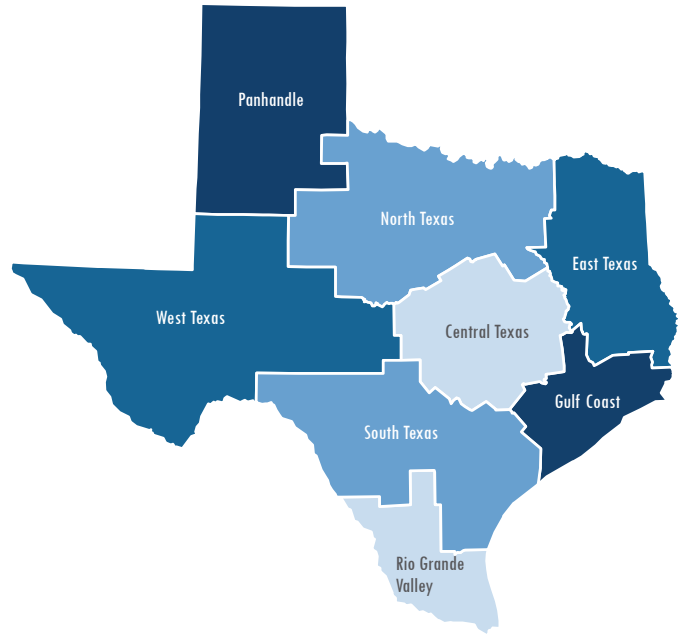 Panhandle
North Texas
East Texas
West Texas
Central Texas
Gulf Coast
South Texas
Rio Grande
Valley